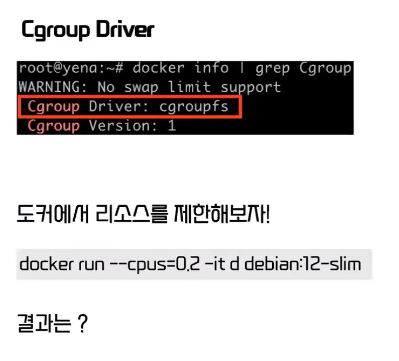 Cgroup Driver
root@yena:~# docker info | grep Cgroup
WARNING: No swap limit support
Cgroup Driver: cgroupfs
Cgroup Version: 1
도커에서 리소스를 제한해보자!
docker run --cpus=0.2 -it d debian:12-slim
결과는 ?